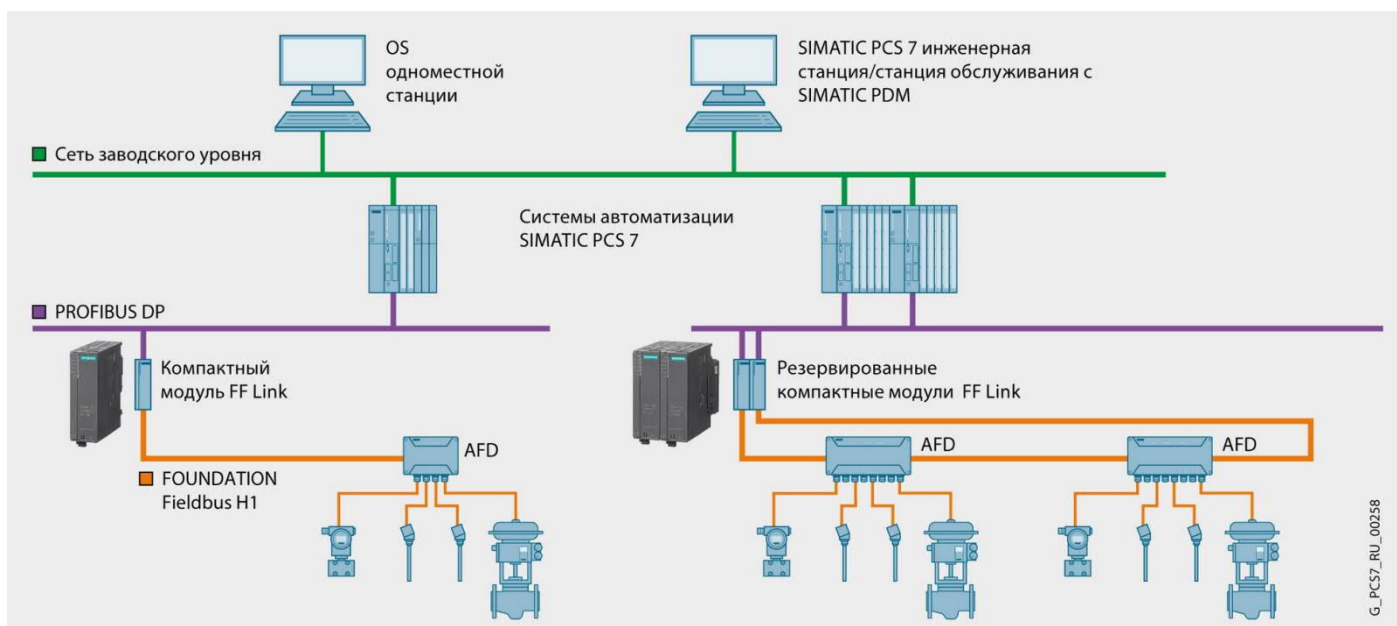 OS
одноместной
станции
SIMATIC PCS 7 инженерная
станция/станция обслуживания с
SIMATIC PDM
Сеть заводского уровня
Системы автоматизации
SIMATIC PCS 7
PROFIBUS DP
Компактный
модуль FF Link
Резервированные
компактные модули FF Link
AFD
AFD
AFD
FOUNDATION
Fieldbus H1
G_PCS7_RU_00258